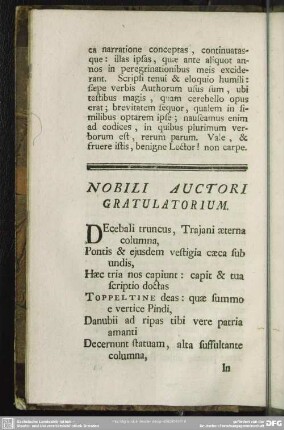 ca narratione conceptas, continuatas-
que: illas ipsas, quæ ante aliquot an-
nos in peregrinationibus meis excide-
rant. Scripsi tenui & eloquio humili:
sæpe verbis Authorum usus sum, ubi
testibus magis, quam cerebello opus
erat; brevitatem sequor, qualem in si-
milibus optarem ipse; nauseamus enim
ad codices, in quibus plurimum ver-
borum est, rerum parum. Vale, &
fruere istis, benigne Lector! non carpe.
NOBILI AUCTORI
GRATULATORIUM.
DEcebali truncus, Trajani æterna
columna,
Pontis & ejusdem vestigia cæca sub
undis,
Hæc tria nos capiunt: capit & tua
scriptio doctas
TOPPELTINE deas: quæ summo
e vertice Pindi,
Danubii ad ripas tibi vere patria
amanti
Decernunt statuam, alta suffultante
columna,
In
DFG